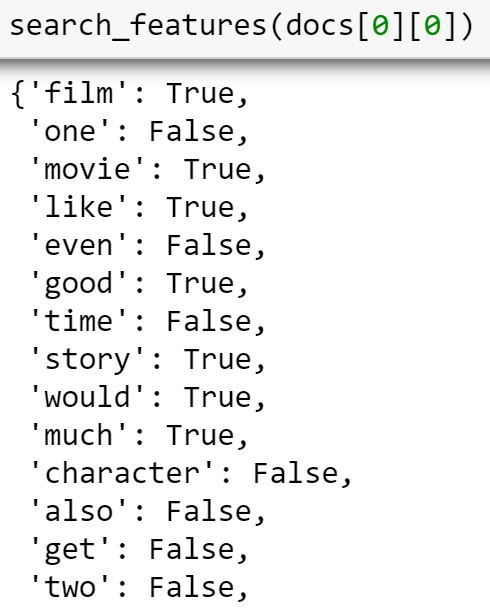 search_features(docs[0][0])
{'film': True,
'one': False,
'movie': True,
'like': True,
'even': False,
'good': True,
'time': False,
'story': True,
'would': True,
'much': True,
'character': False,
'also': False,
'get': False,
'two': False,